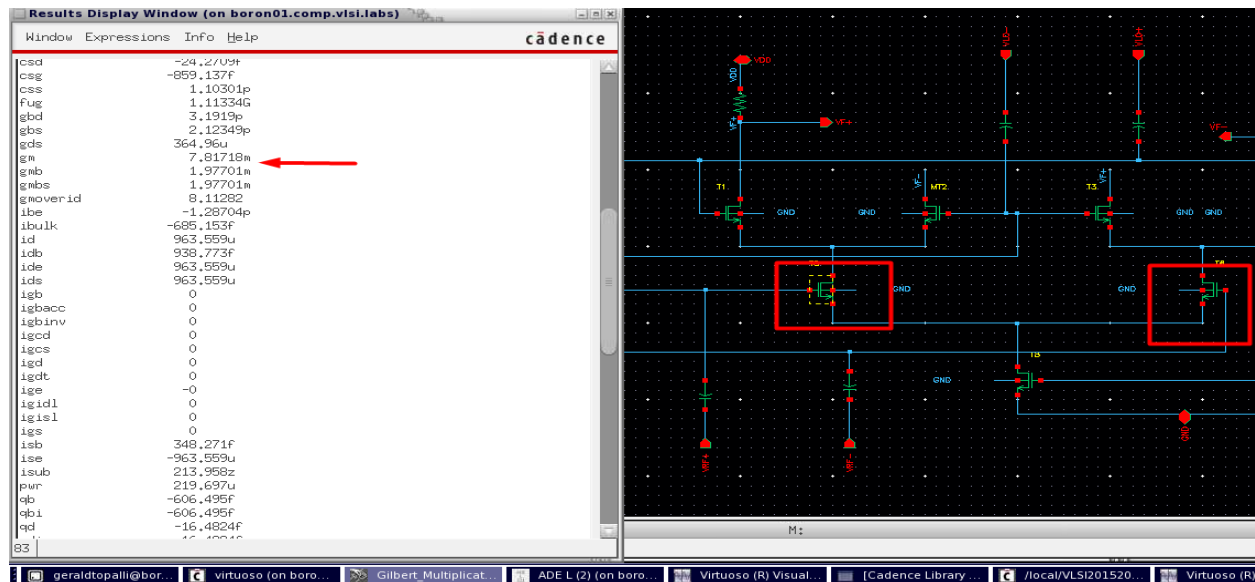 Results Display Window (on boron01.comp.vlsi.labs)
Window Expressions Info Help cādence
csd -24.2709f
csg -859.137f
css 1.10301p
fug 1.11334G
gbd 3.1919p
gbs 2.12349p
gds 364.96u
gm 7.81718m
gmb 1.97701m
gmbs 1.97701m
gmoverid 8.11282
ibe -1.28704p
ibulk -685.153f
id 963.559u
idb 938.773f
ide 963.559u
ids 963.559u
igb 0
igbacc 0
igbinv 0
igcd 0
igcs 0
igd 0
igdt 0
ige -0
igidl 0
igisl 0
igs 0
isb 348.271f
ise -963.559u
isub 213.958z
pwr 219.697u
qb -606.495f
qbi -606.495f
qd -16.4824f
83
VDD
VDD
VF+
VF+
VF-
T1
VF-
MT2
T3
VF+
GND
GND
GND GND
GND
GND
GND
GND
M:
geraldtopalli@bor...
virtuoso (on boro...
Gilbert_Multiplicat...
ADE L (2) (on boro...
Virtuoso (R) Visual...
[Cadence Library ...
/local/VLSI201520...
Virtuoso (R)